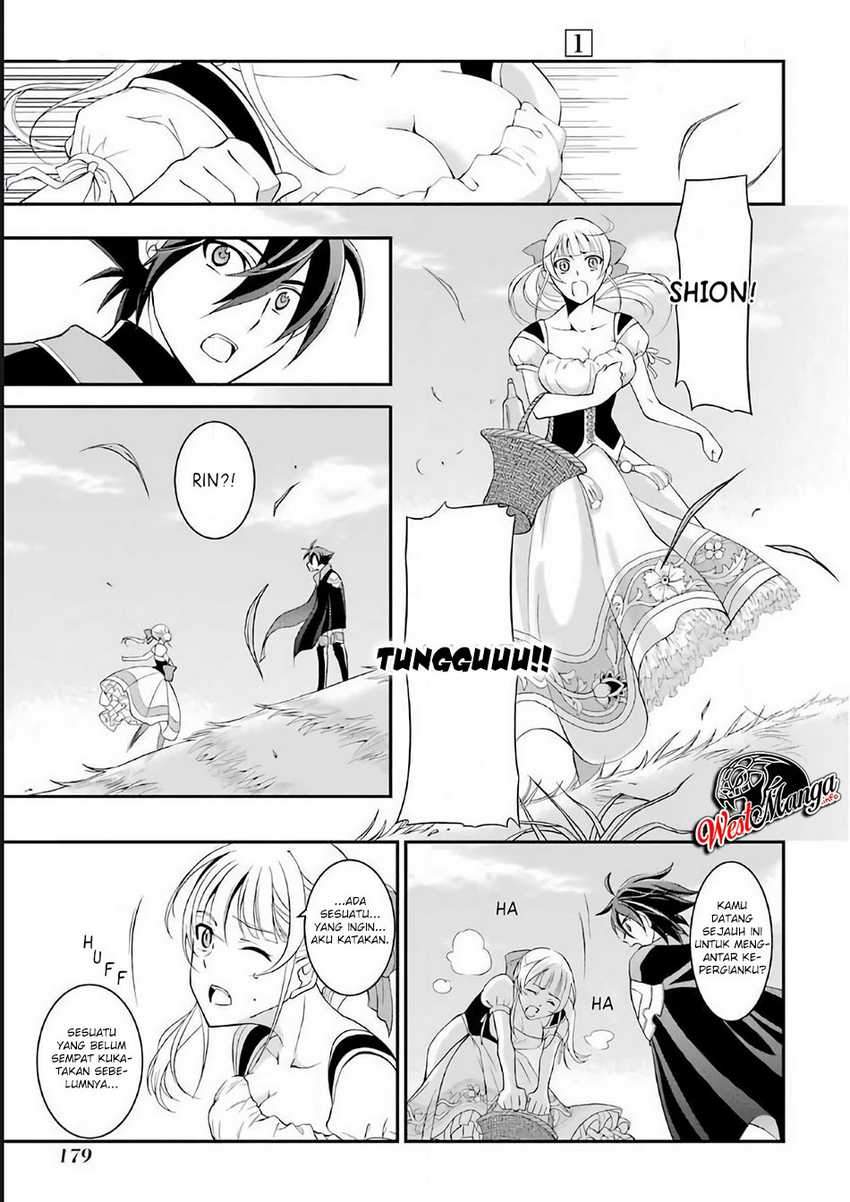 1
SHION!
TUNGGUUU!!
RIN?!
KAMU
DATANG
SEJAUH INI
UNTUK MENG-
ANTAR KE-
PERGIANKU?
HA
HA
...ADA
SESUATU...
YANG INGIN...
AKU KATAKAN.
HUFF
SESUATU
YANG BELUM
SEMPAT KUKA-
TAKAN SEBE-
LUMNYA...
WestManga
.info
179